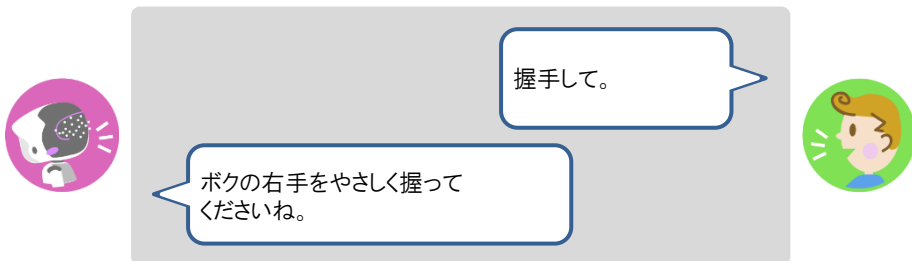 握手して。
ボクの右手をやさしく握って
くださいね。